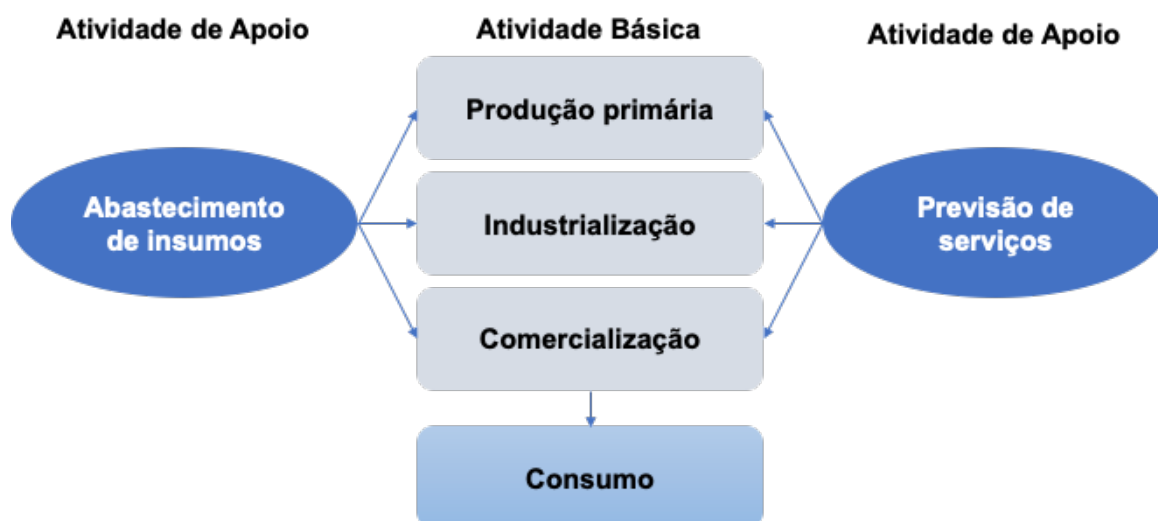 Atividade de Apoio
Atividade Básica
Atividade de Apoio
Produção primária
Abastecimento
de insumos
Industrialização
Previsão de
serviços
Comercialização
Consumo